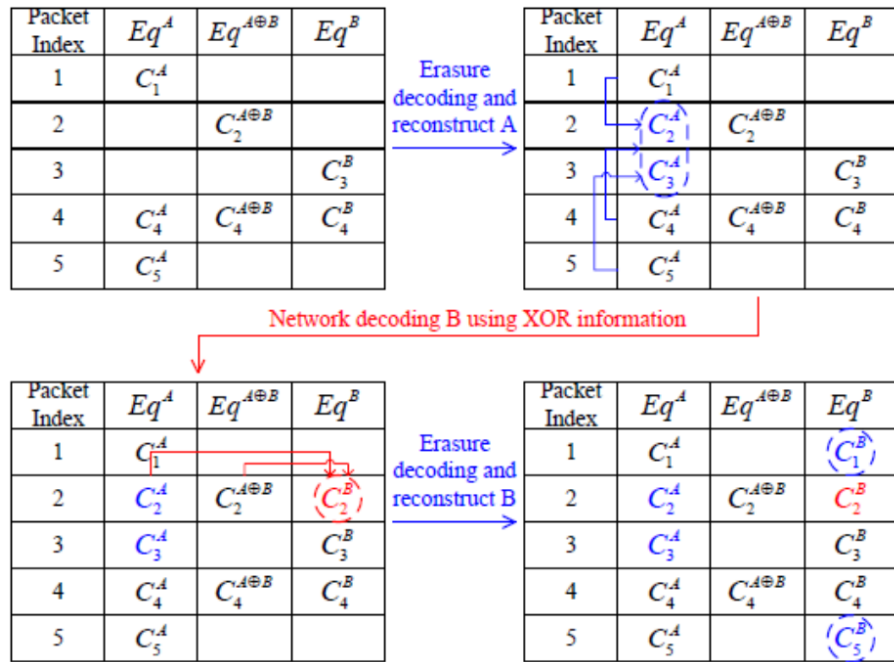 Packet Index Eq^A Eq^{A⊕B} Eq^B
1 C_1^A
2 C_2^{A⊕B}
3 C_3^B
4 C_4^A C_4^{A⊕B} C_4^B
5 C_5^A
Erasure
decoding and
reconstruct A
Packet Index Eq^A Eq^{A⊕B} Eq^B
1 C_1^A
2 C_2^A C_2^{A⊕B}
3 C_3^A C_3^B
4 C_4^A C_4^{A⊕B} C_4^B
5 C_5^A
Network decoding B using XOR information
Packet Index Eq^A Eq^{A⊕B} Eq^B
1 C_1^A
2 C_2^A C_2^{A⊕B} C_2^B
3 C_3^A C_3^B
4 C_4^A C_4^{A⊕B} C_4^B
5 C_5^A
Erasure
decoding and
reconstruct B
Packet Index Eq^A Eq^{A⊕B} Eq^B
1 C_1^A C_1^B
2 C_2^A C_2^{A⊕B} C_2^B
3 C_3^A C_3^B
4 C_4^A C_4^{A⊕B} C_4^B
5 C_5^A C_5^B